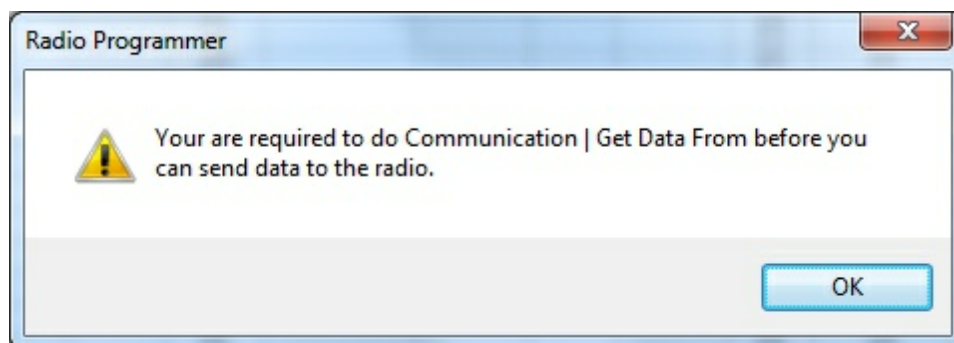 Radio Programmer
Your are required to do Communication | Get Data From before you
can send data to the radio.
OK